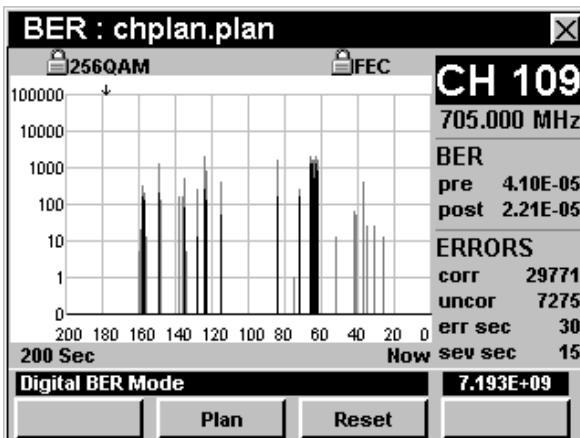 BER : chplan.plan
256QAM FEC
CH 109
705.000 MHz
100000
10000
1000
100
10
1
0
200 180 160 140 120 100 80 60 40 20 0
200 Sec Now
BER
pre 4.10E-05
post 2.21E-05
ERRORS
corr 29771
uncor 7275
err sec 30
sev sec 15
Digital BER Mode 7.193E+09
Plan Reset